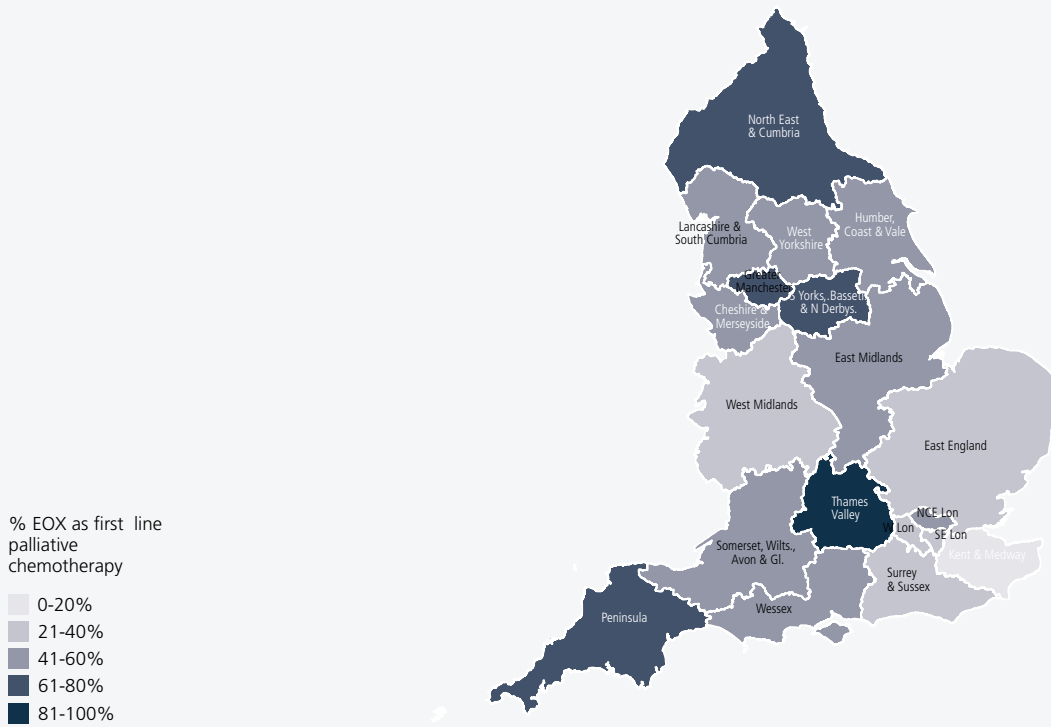 North East
& Cumbria
Lancashire &
South Cumbria
West
Yorkshire
Humber,
Coast & Vale
Greater
Manchester
S Yorks, Bassetl
& N Derbys.
Cheshire &
Merseyside
East Midlands
West Midlands
East England
Thames
Valley
NCE Lon
W Lon
SE Lon
Kent & Medway
Somerset, Wilts.,
Avon & Gl.
Surrey
& Sussex
Wessex
Peninsula
% EOX as first line
palliative
chemotherapy
0-20%
21-40%
41-60%
61-80%
81-100%